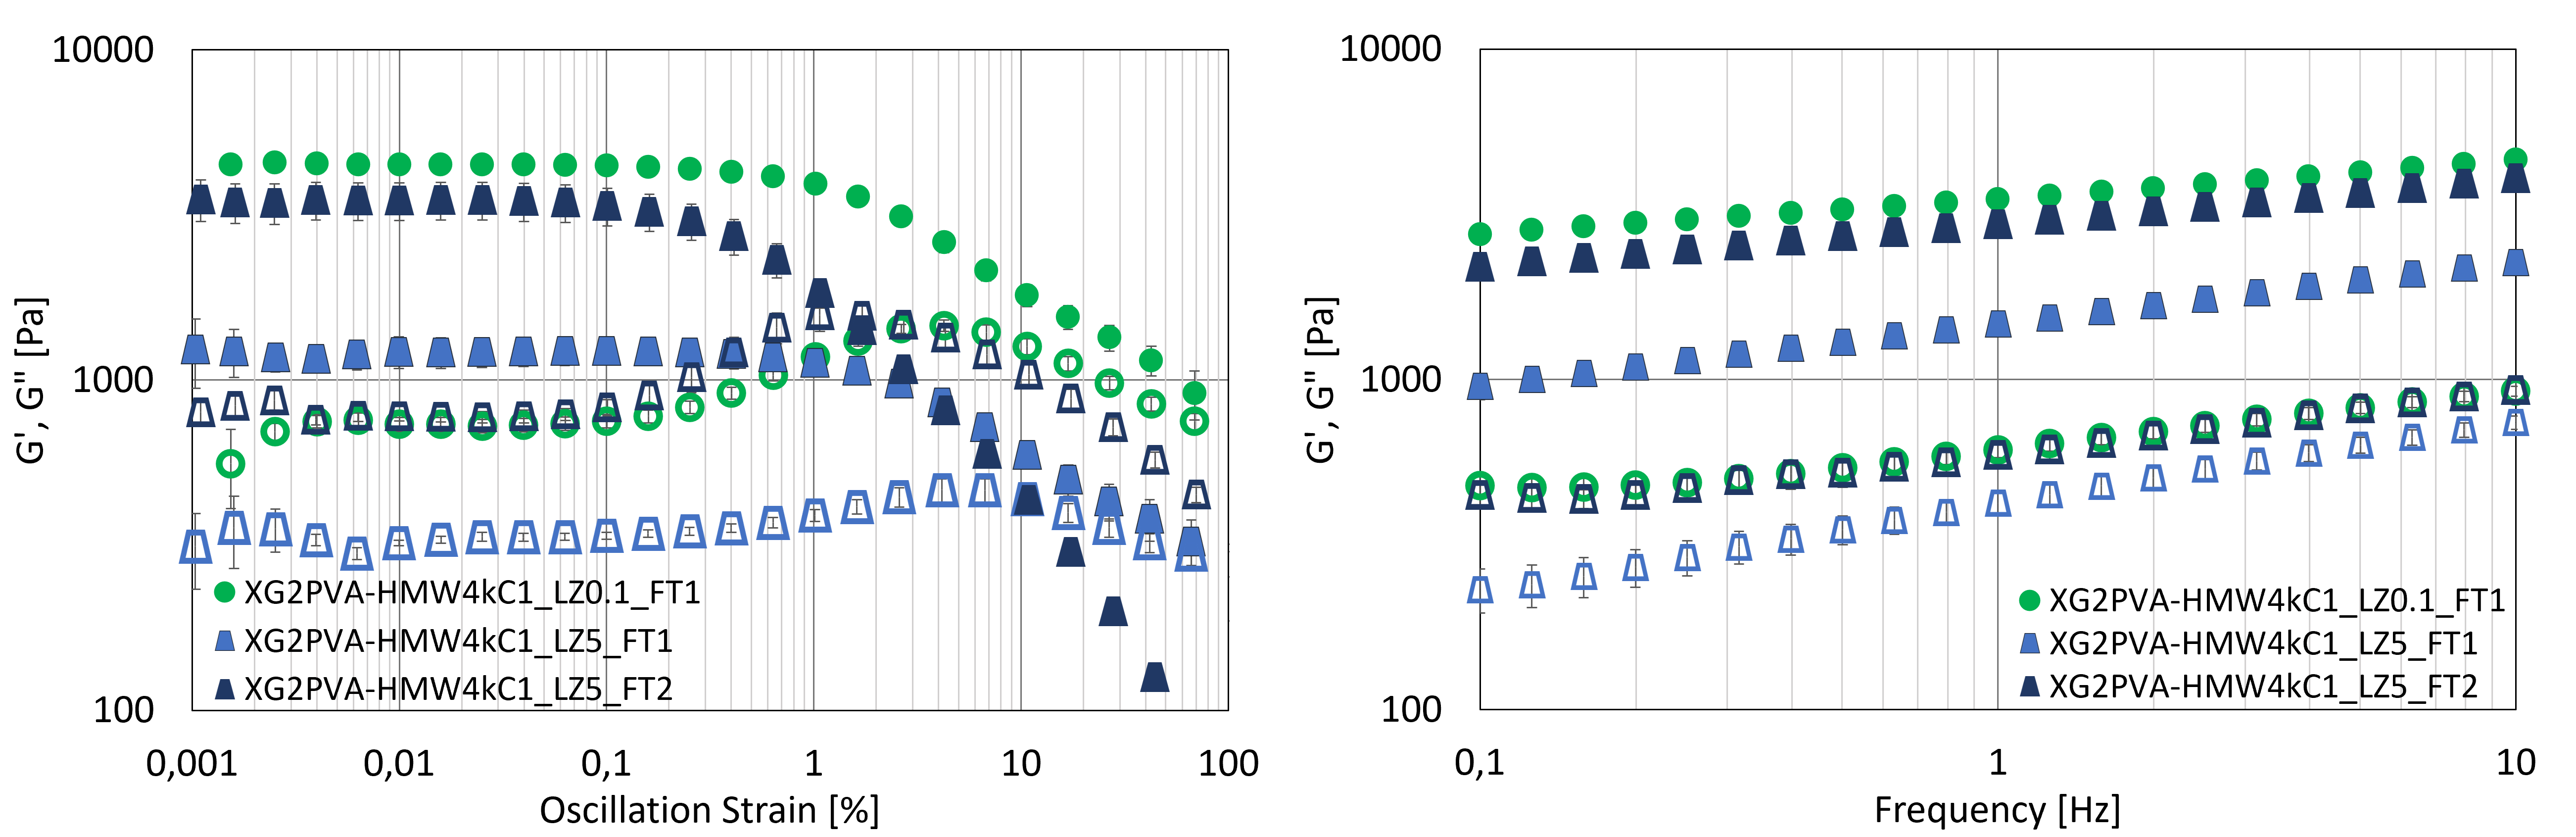 G', G" [Pa]
10000
1000
100
XG2PVA-HMW4kC1_LZ0.1_FT1
XG2PVA-HMW4kC1_LZ5_FT1
XG2PVA-HMW4kC1_LZ5_FT2
0,001 0,01 0,1 1 10 100
Oscillation Strain [%]
G', G" [Pa]
10000
1000
100
XG2PVA-HMW4kC1_LZ0.1_FT1
XG2PVA-HMW4kC1_LZ5_FT1
XG2PVA-HMW4kC1_LZ5_FT2
0,1 1 10
Frequency [Hz]